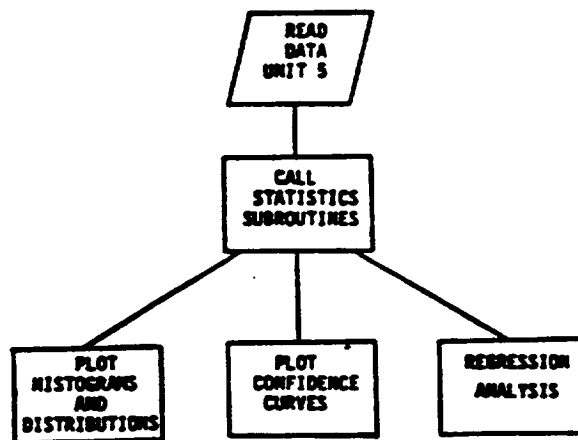 READ
DATA
UNIT 5
CALL
STATISTICS
SUBROUTINES
PLOT
HISTOGRAMS
AND
DISTRIBUTIONS
PLOT
CONFIDENCE
CURVES
REGRESSION
ANALYSIS